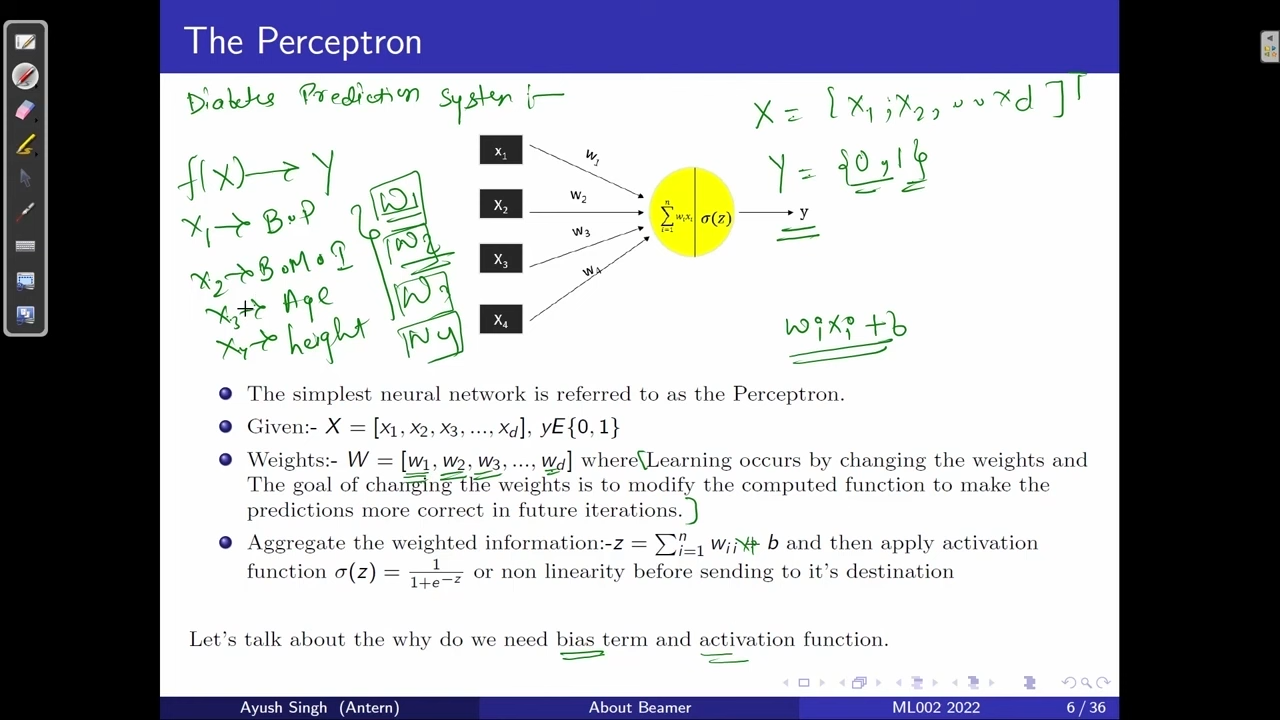 The Perceptron
Diabetes Prediction System
X = [x1, x2, .. xd]T
f(X) → Y
Y = {0, 1}
x1 → B.P
x2 → B.M.I
x3 → Age
x4 → height
w1
w2
w3
w4
x1
x2
x3
x4
w1
w2
w3
w4
∑ⁿᵢ₌₁ wᵢxᵢ σ(z)
y
wᵢxᵢ + b
The simplest neural network is referred to as the Perceptron.
Given:- X = [x1, x2, x3, ..., xd], yE{0, 1}
Weights:- W = [w1, w2, w3, ..., wd] where [Learning occurs by changing the weights and
The goal of changing the weights is to modify the computed function to make the
predictions more correct in future iterations.]
Aggregate the weighted information:-z = ∑ⁿᵢ₌₁ wᵢᵢx + b and then apply activation
function σ(z) = 1/(1+e^-z) or non linearity before sending to it's destination
Let's talk about the why do we need bias term and activation function.
Ayush Singh (Antern) About Beamer ML002 2022 6 / 36